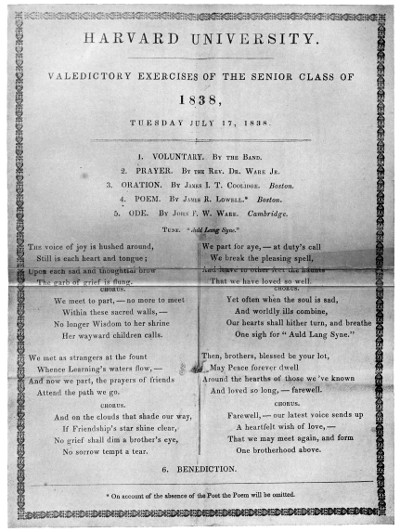 HARVARD UNIVERSITY.
VALEDICTORY EXERCISES OF THE SENIOR CLASS OF
1838,
TUESDAY JULY 17, 1838.
1. VOLUNTARY. By the Band.
2. PRAYER. By the Rev. Dr. Ware Jr.
3. ORATION. By James I. T. Coolidge. Boston.
4. POEM. By James R. Lowell.* Boston.
5. ODE. By John F. W. Ware. Cambridge.
Tune. "Auld Lang Syne."
The voice of joy is hushed around,
Still is each heart and tongue;
Upon each sad and thoughtful brow
The garb of grief is flung.
CHORUS.
We meet to part, — no more to meet
Within these sacred walls, —
No longer Wisdom to her shrine
Her wayward children calls.
We met as strangers at the fount
Whence Learning's waters flow, —
And now we part, the prayers of friends
Attend the path we go.
CHORUS.
And on the clouds that shade our way,
If Friendship's star shine clear,
No grief shall dim a brother's eye,
No sorrow tempt a tear.
We part for aye, — at duty's call
We break the pleasing spell,
And leave to other feet the
That we have loved so well.
CHORUS.
Yet often when the soul is sad,
And worldly ills combine,
Our hearts shall hither turn, and breathe
One sigh for "Auld Lang Syne."
Then, brothers, blessed be your lot,
May Peace forever dwell
Around the hearths of those we've known
And loved so long, — farewell.
CHORUS.
Farewell, — our latest voice sends up
A heartfelt wish of love, —
That we may meet again, and form
One brotherhood above.
6. BENEDICTION.
* On account of the absence of the Poet the Poem will be omitted.